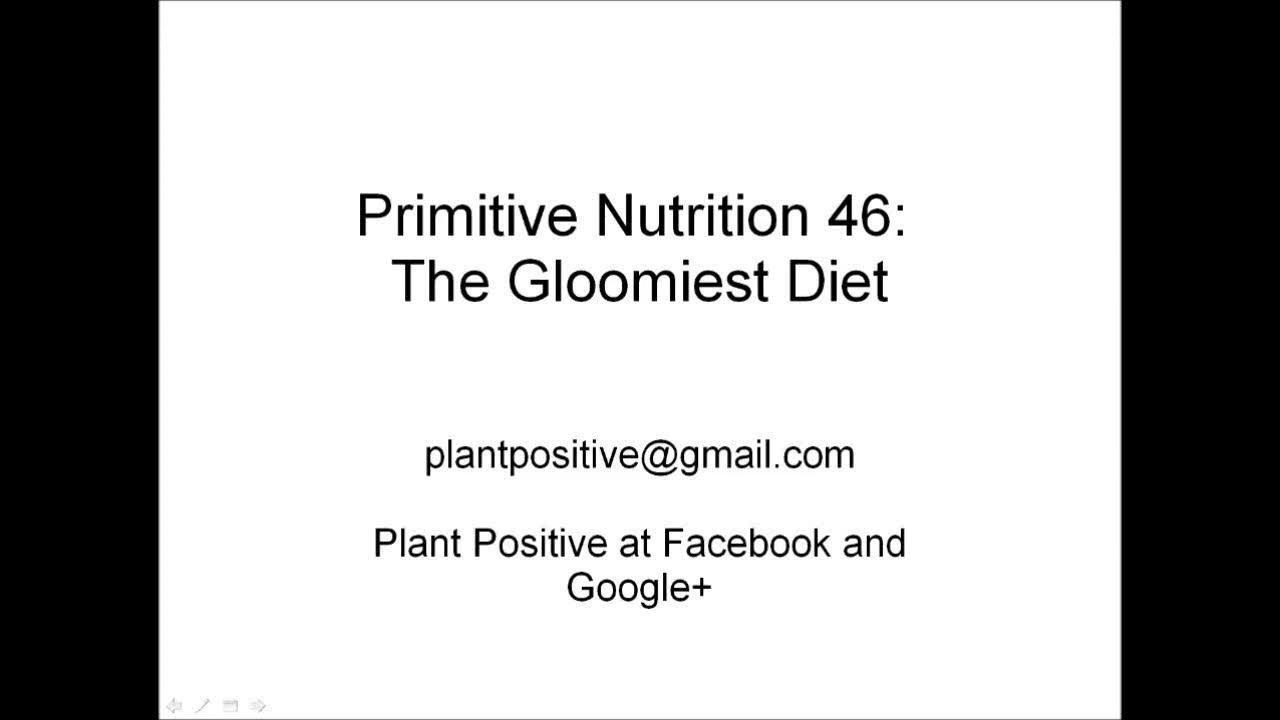 Primitive Nutrition 46:
The Gloomiest Diet
plantpositive@gmail.com
Plant Positive at Facebook and
Google+